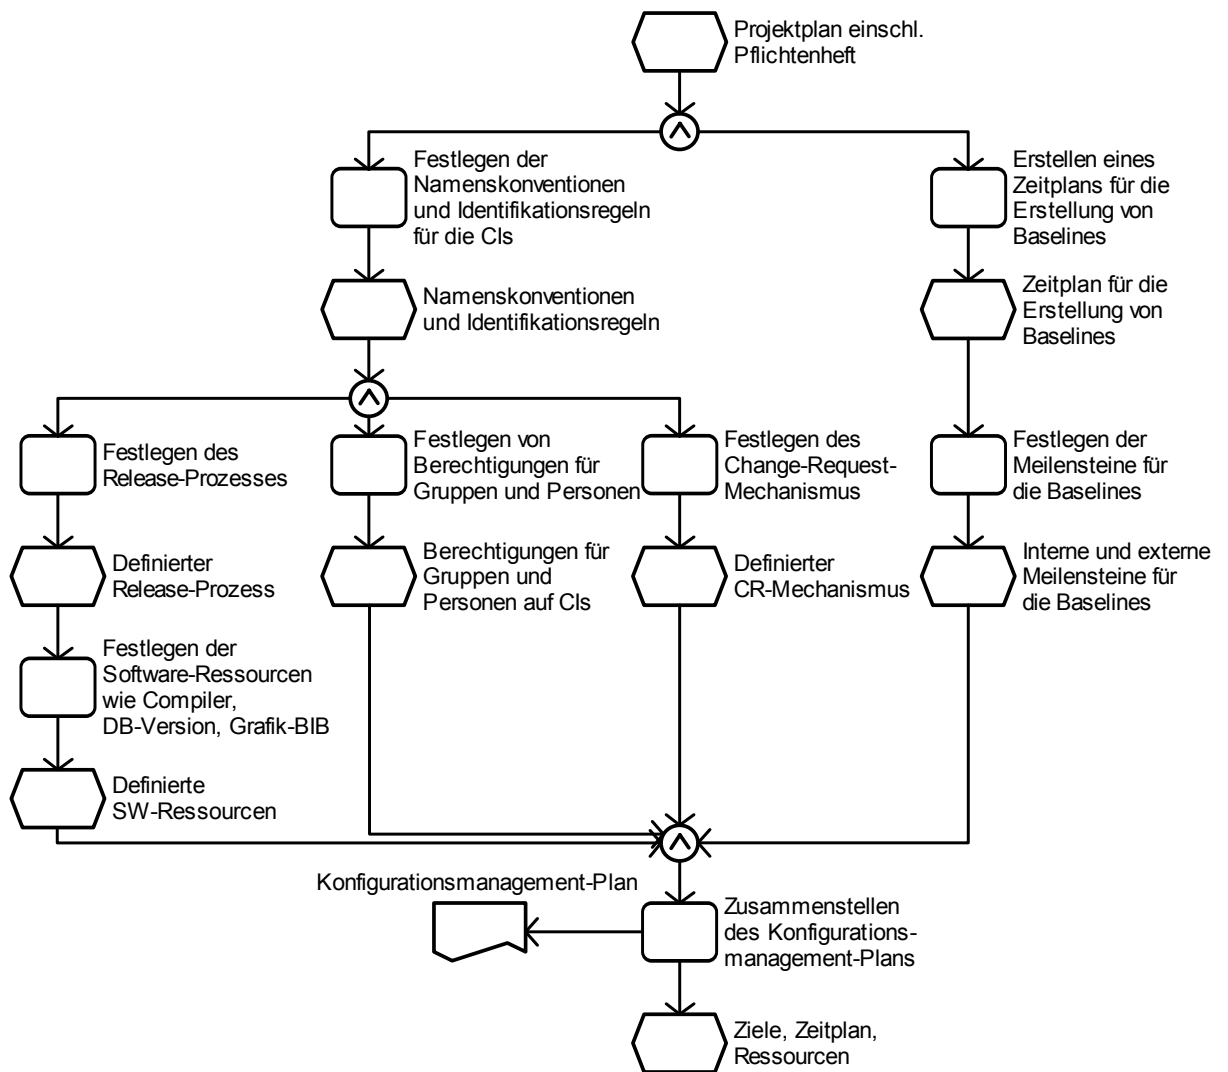 Projektplan einschl.
Pflichtenheft
Festlegen der
Namenskonventionen
und Identifikationsregeln
für die CIs
Erstellen eines
Zeitplans für die
Erstellung von
Baselines
Namenskonventionen
und Identifikationsregeln
Zeitplan für die
Erstellung von
Baselines
Festlegen des
Release-Prozesses
Festlegen von
Berechtigungen für
Gruppen und Personen
Festlegen des
Change-Request-
Mechanismus
Festlegen der
Meilensteine für
die Baselines
Definierter
Release-Prozess
Berechtigungen für
Gruppen und
Personen auf CIs
Definierter
CR-Mechanismus
Interne und externe
Meilensteine für
die Baselines
Festlegen der
Software-Ressourcen
wie Compiler,
DB-Version, Grafik-BIB
Definierte
SW-Ressourcen
Konfigurationsmanagement-Plan
Zusammenstellen
des Konfigurations-
management-Plans
Ziele, Zeitplan,
Ressourcen